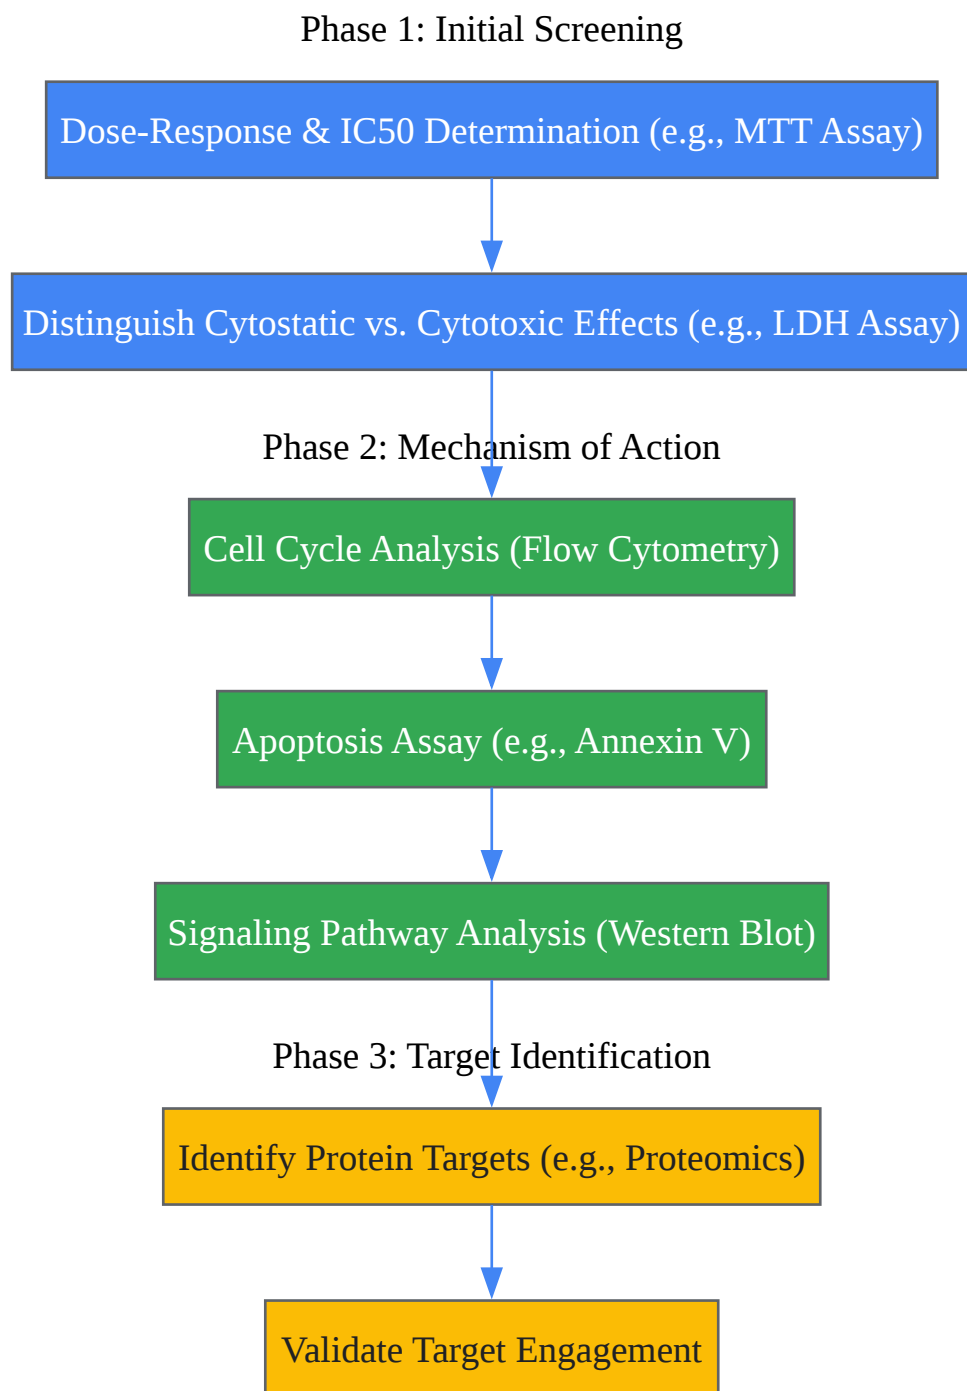 Phase 1: Initial Screening
Dose-Response & IC50 Determination (e.g., MTT Assay)
Distinguish Cytostatic vs. Cytotoxic Effects (e.g., LDH Assay)
Phase 2: Mechanism of Action
Cell Cycle Analysis (Flow Cytometry)
Apoptosis Assay (e.g., Annexin V)
Signaling Pathway Analysis (Western Blot)
Phase 3: Target Identification
Identify Protein Targets (e.g., Proteomics)
Validate Target Engagement